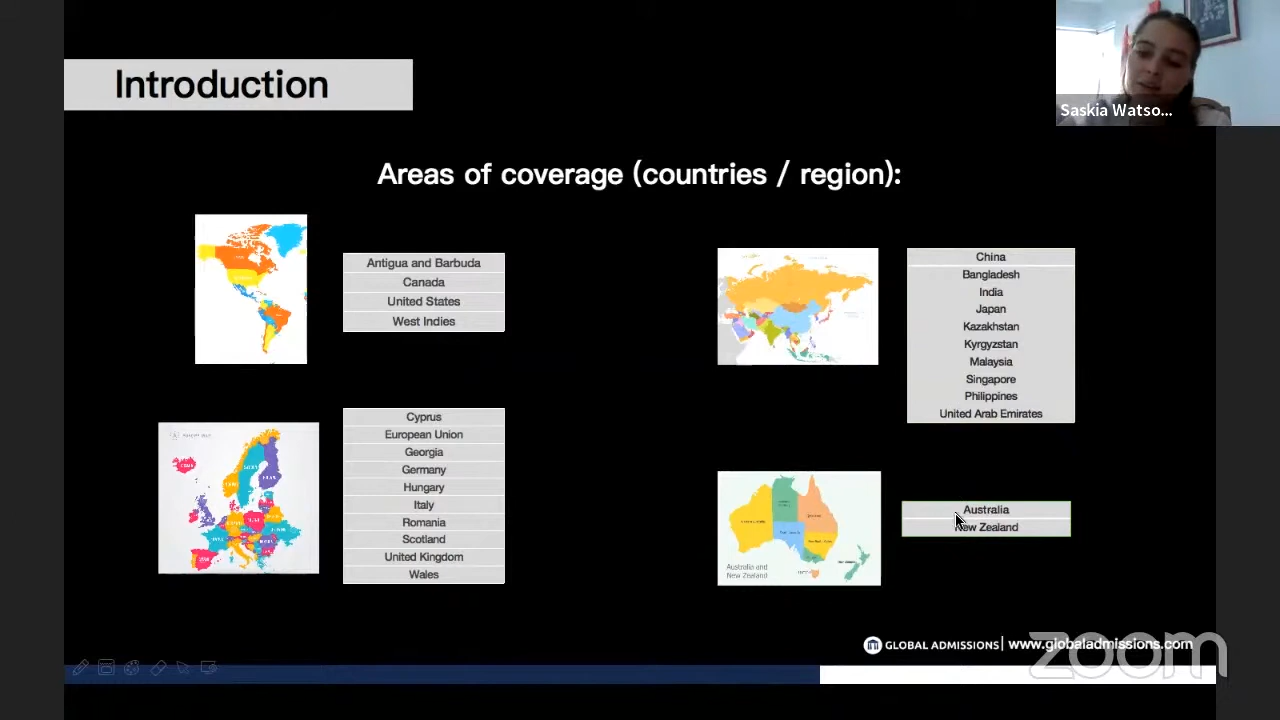 Introduction
Saskia Watso...
Areas of coverage (countries / region):
Antigua and Barbuda
Canada
United States
West Indies
China
Bangladesh
India
Japan
Kazakhstan
Kyrgyzstan
Malaysia
Singapore
Philippines
United Arab Emirates
Cyprus
European Union
Georgia
Germany
Hungary
Italy
Romania
Scotland
United Kingdom
Wales
Australia
New Zealand
Australia and
New Zealand
GLOBAL ADMISSIONS | www.globaladmissions.com
zoom